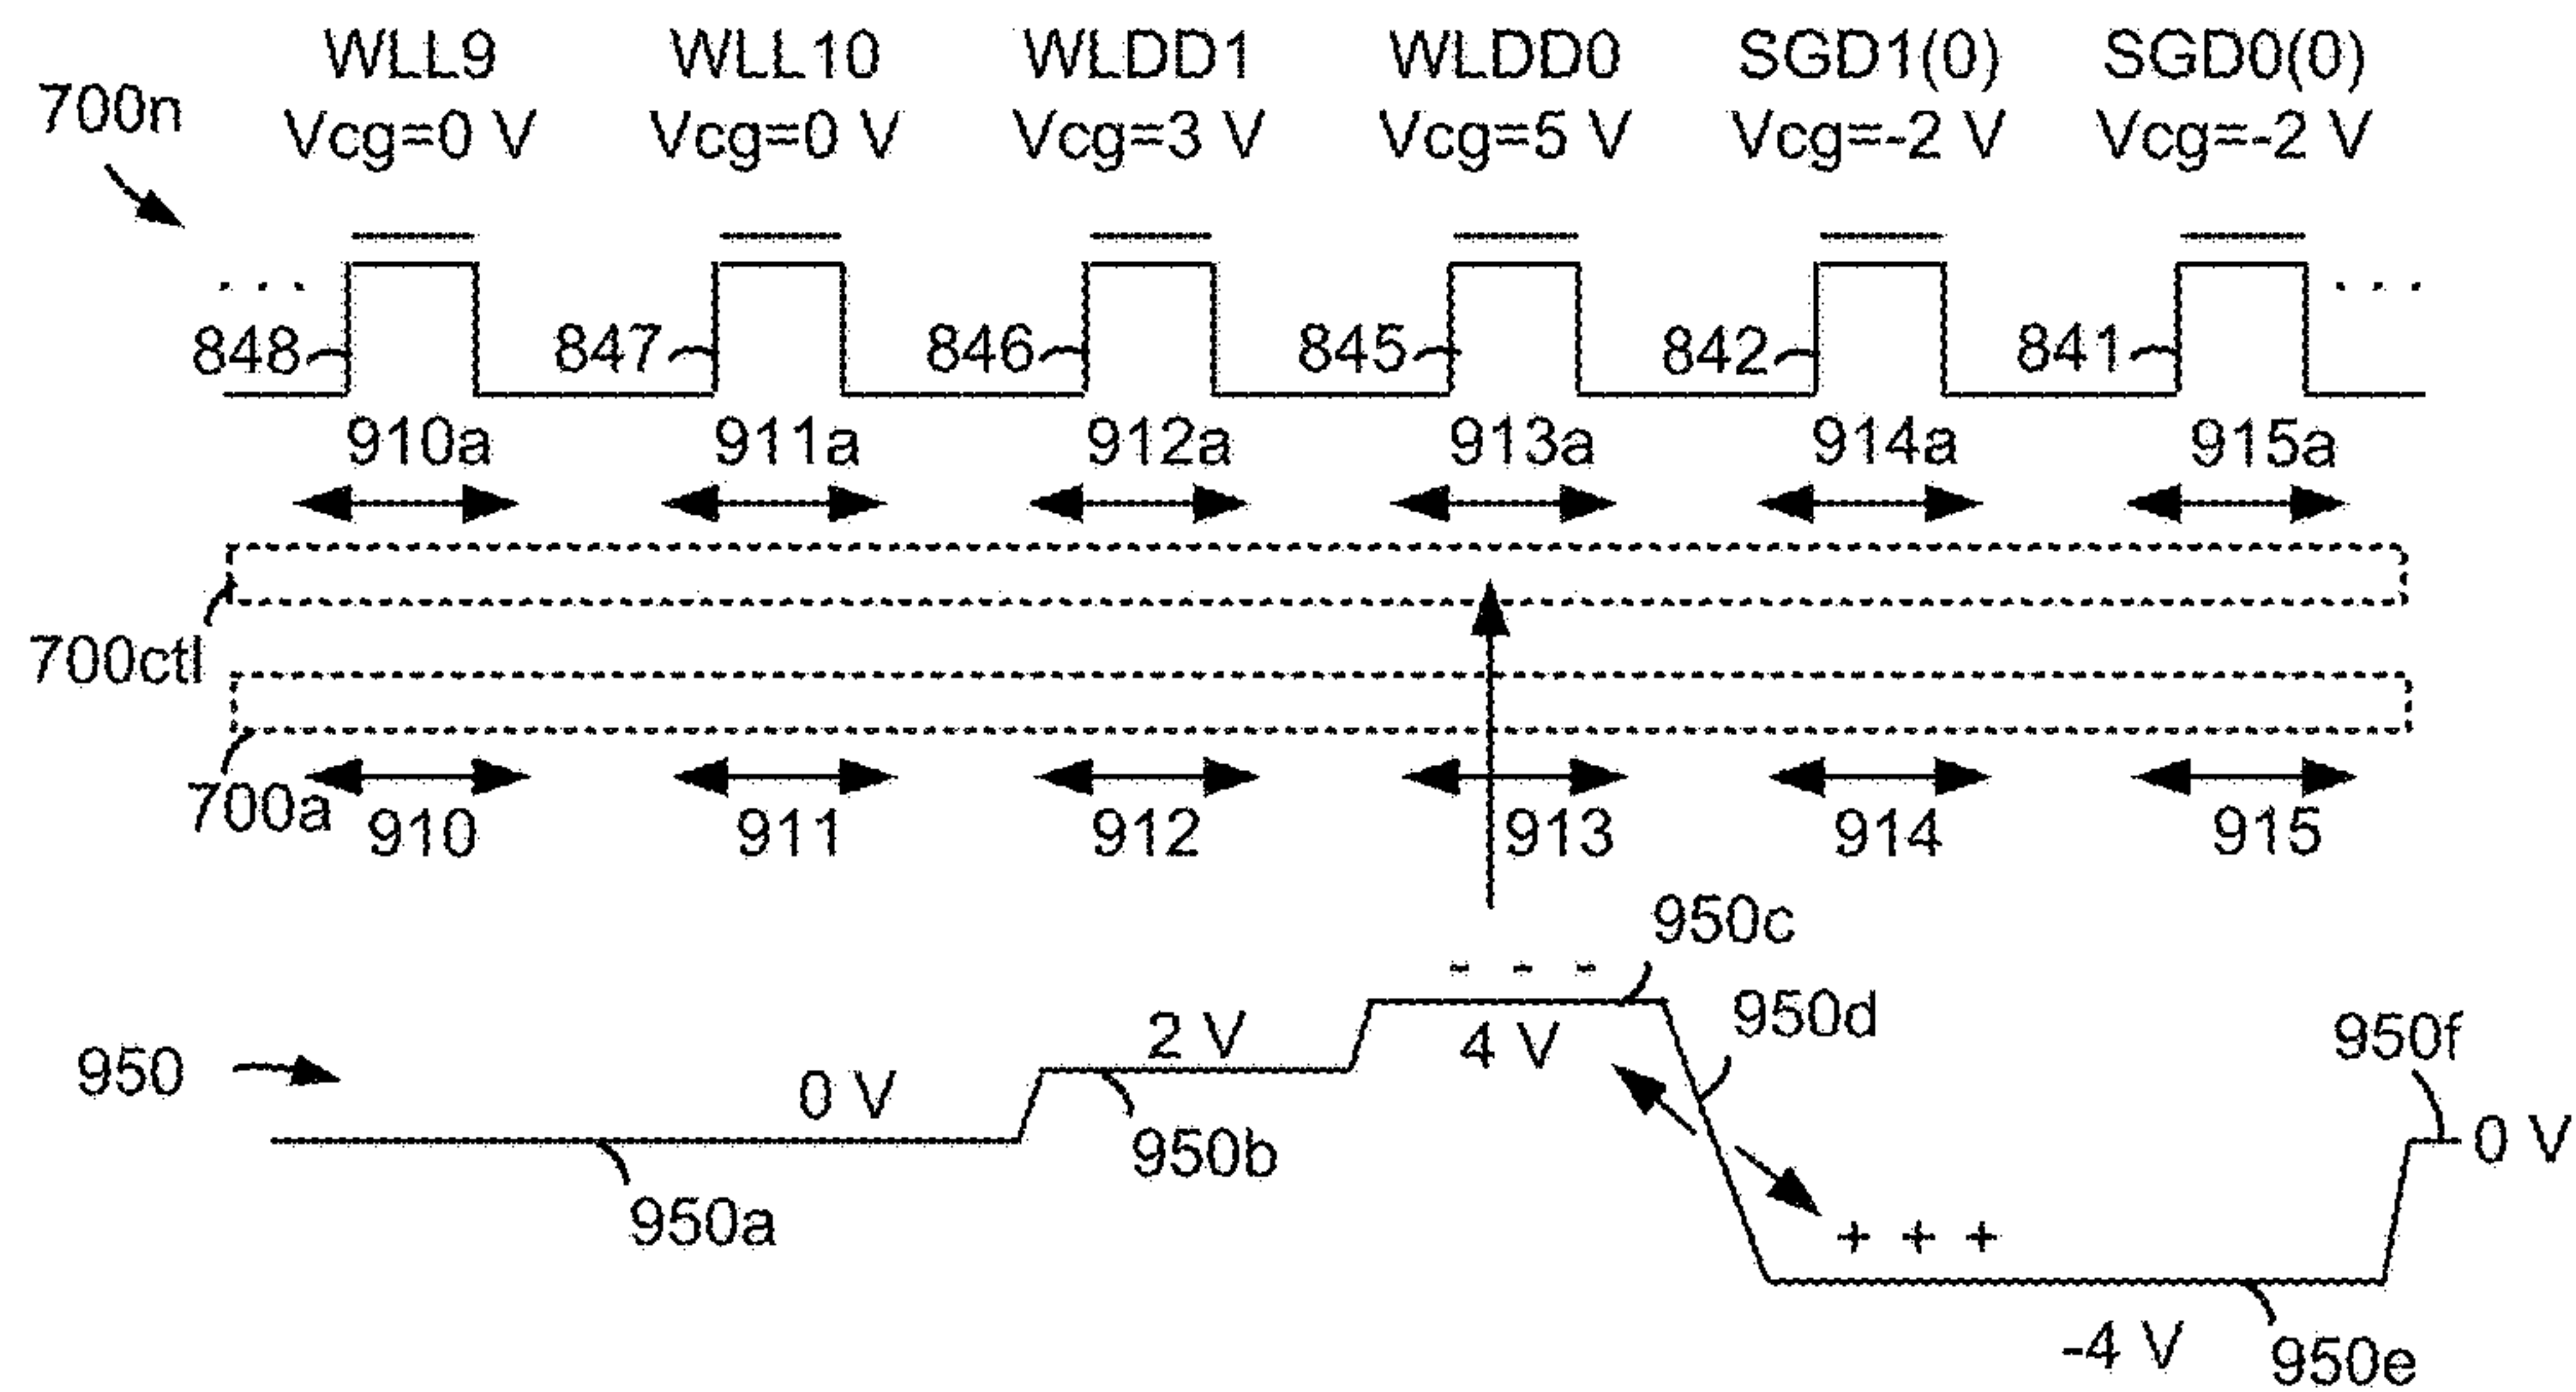 WLL9 WLL10 WLDD1 WLDD0 SGD1(0) SGD0(0)
700n Vcg=0 V Vcg=0 V Vcg=3 V Vcg=5 V Vcg=-2 V Vcg=-2 V
. . . . . .
848 847 846 845 842 841
910a 911a 912a 913a 914a 915a
700ctl
700a 910 911 912 913 914 915
950c
- - -
950d
2 V 4 V 950f
950 0 V 0 V
950b
950a
+ + +
-4 V 950e